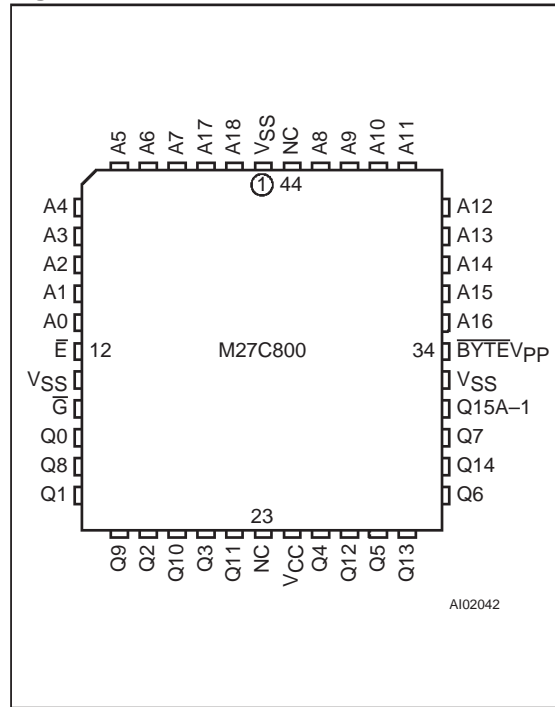 A5 A6 A7 A17 A18 VSS NC A8 A9 A10 A11
1 44
A4 A12
A3 A13
A2 A14
A1 A15
A0 A16
E̅ 12 M27C800 34 B̅Y̅T̅E̅VPP
VSS VSS
G̅ Q15A–1
Q0 Q7
Q8 Q14
Q1 Q6
23
Q9 Q2 Q10 Q3 Q11 NC VCC Q4 Q12 Q5 Q13
AI02042